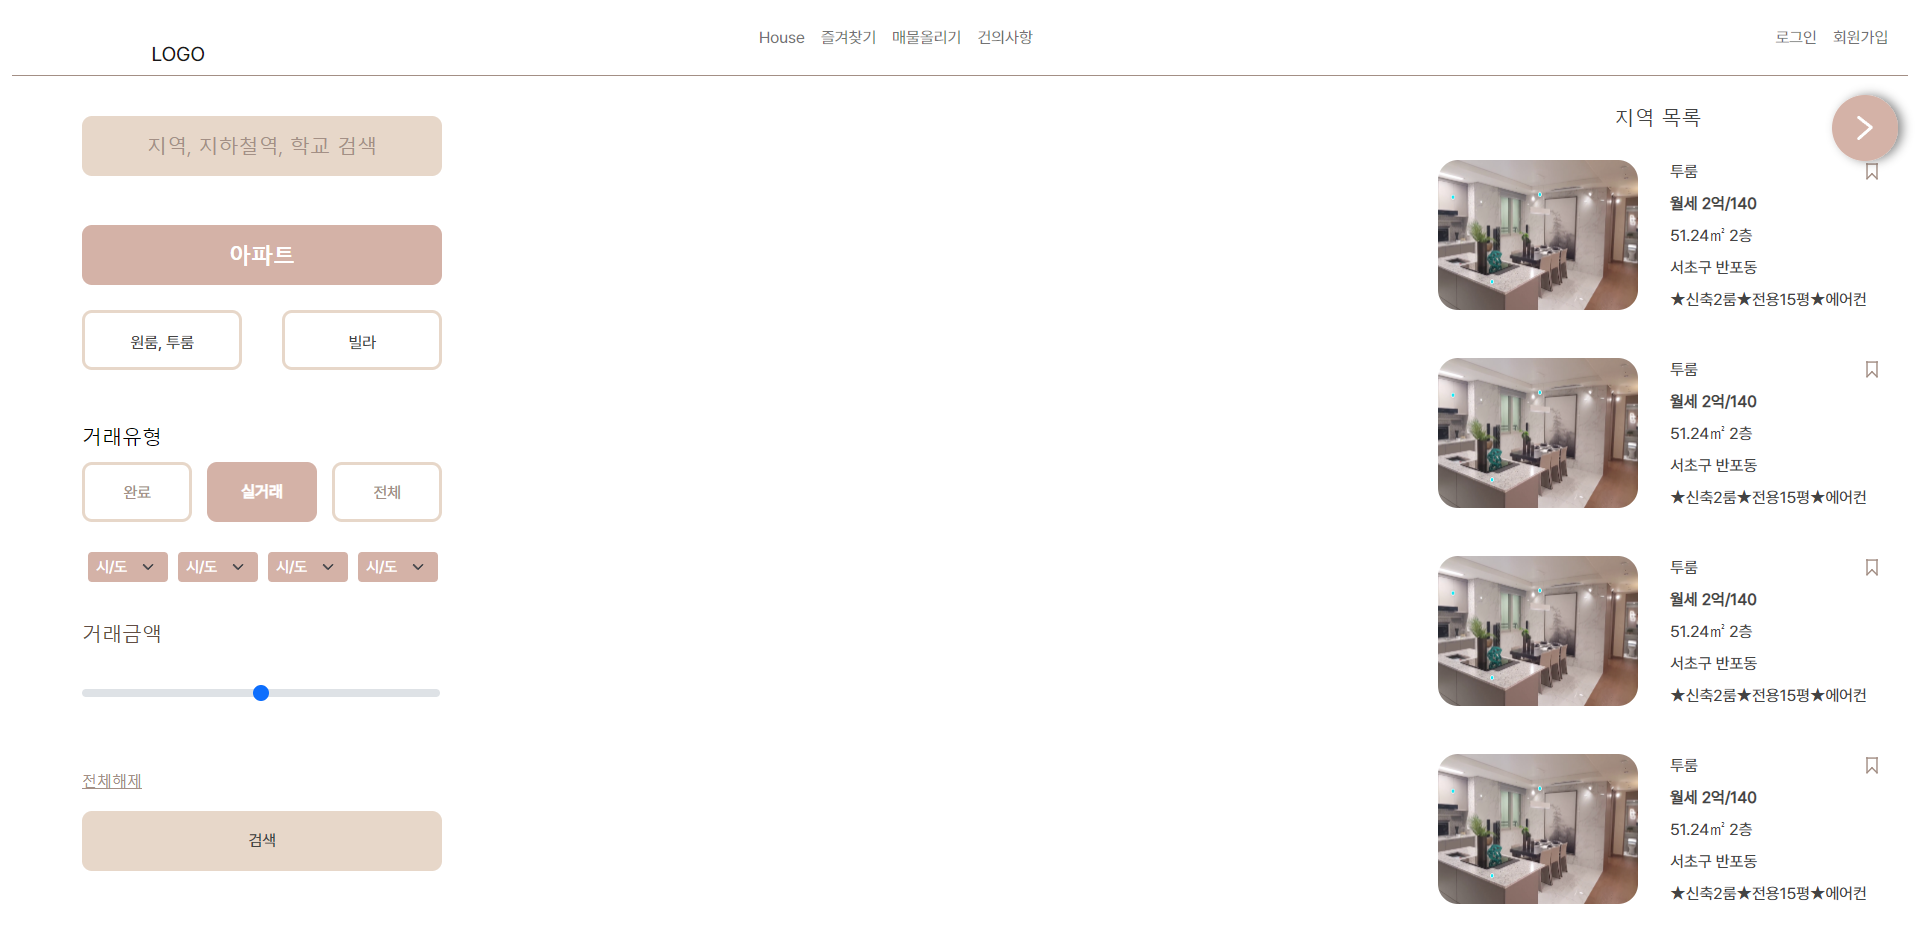 LOGO
House 즐겨찾기 매물올리기 건의사항
로그인 회원가입
지역, 지하철역, 학교 검색
아파트
원룸, 투룸
빌라
거래유형
완료
실거래
전체
시/도 시/도 시/도 시/도
거래금액
전체해제
검색
지역 목록
투룸
월세 2억/140
51.24㎡ 2층
서초구 반포동
★신축2룸★전용15평★에어컨
투룸
월세 2억/140
51.24㎡ 2층
서초구 반포동
★신축2룸★전용15평★에어컨
투룸
월세 2억/140
51.24㎡ 2층
서초구 반포동
★신축2룸★전용15평★에어컨
투룸
월세 2억/140
51.24㎡ 2층
서초구 반포동
★신축2룸★전용15평★에어컨